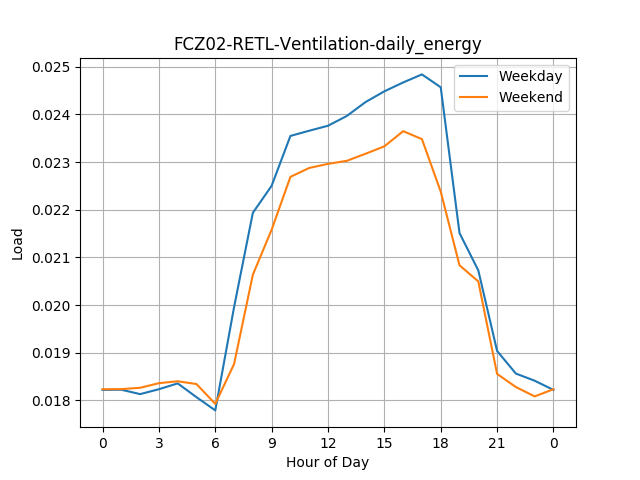 FCZ02-RETL-Ventilation-daily_energy
Weekday
Weekend
0.025
0.024
0.023
0.022
0.021
0.020
0.019
0.018
Load
0 3 6 9 12 15 18 21 0
Hour of Day